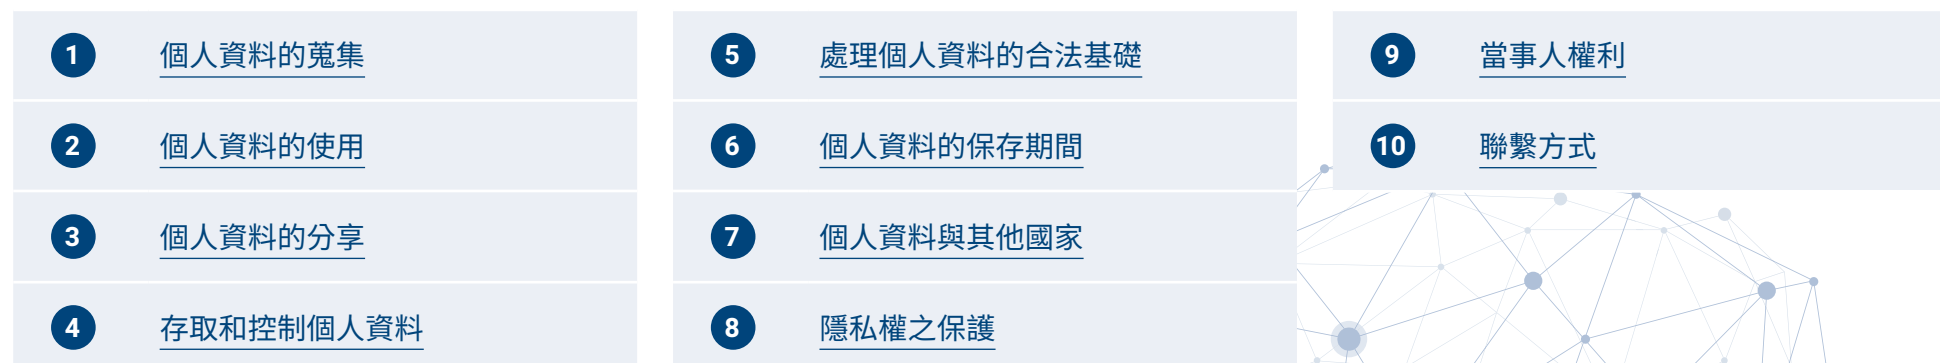 1 個人資料的蒐集
2 個人資料的使用
3 個人資料的分享
4 存取和控制個人資料
5 處理個人資料的合法基礎
6 個人資料的保存期間
7 個人資料與其他國家
8 隱私權之保護
9 當事人權利
10 聯繫方式